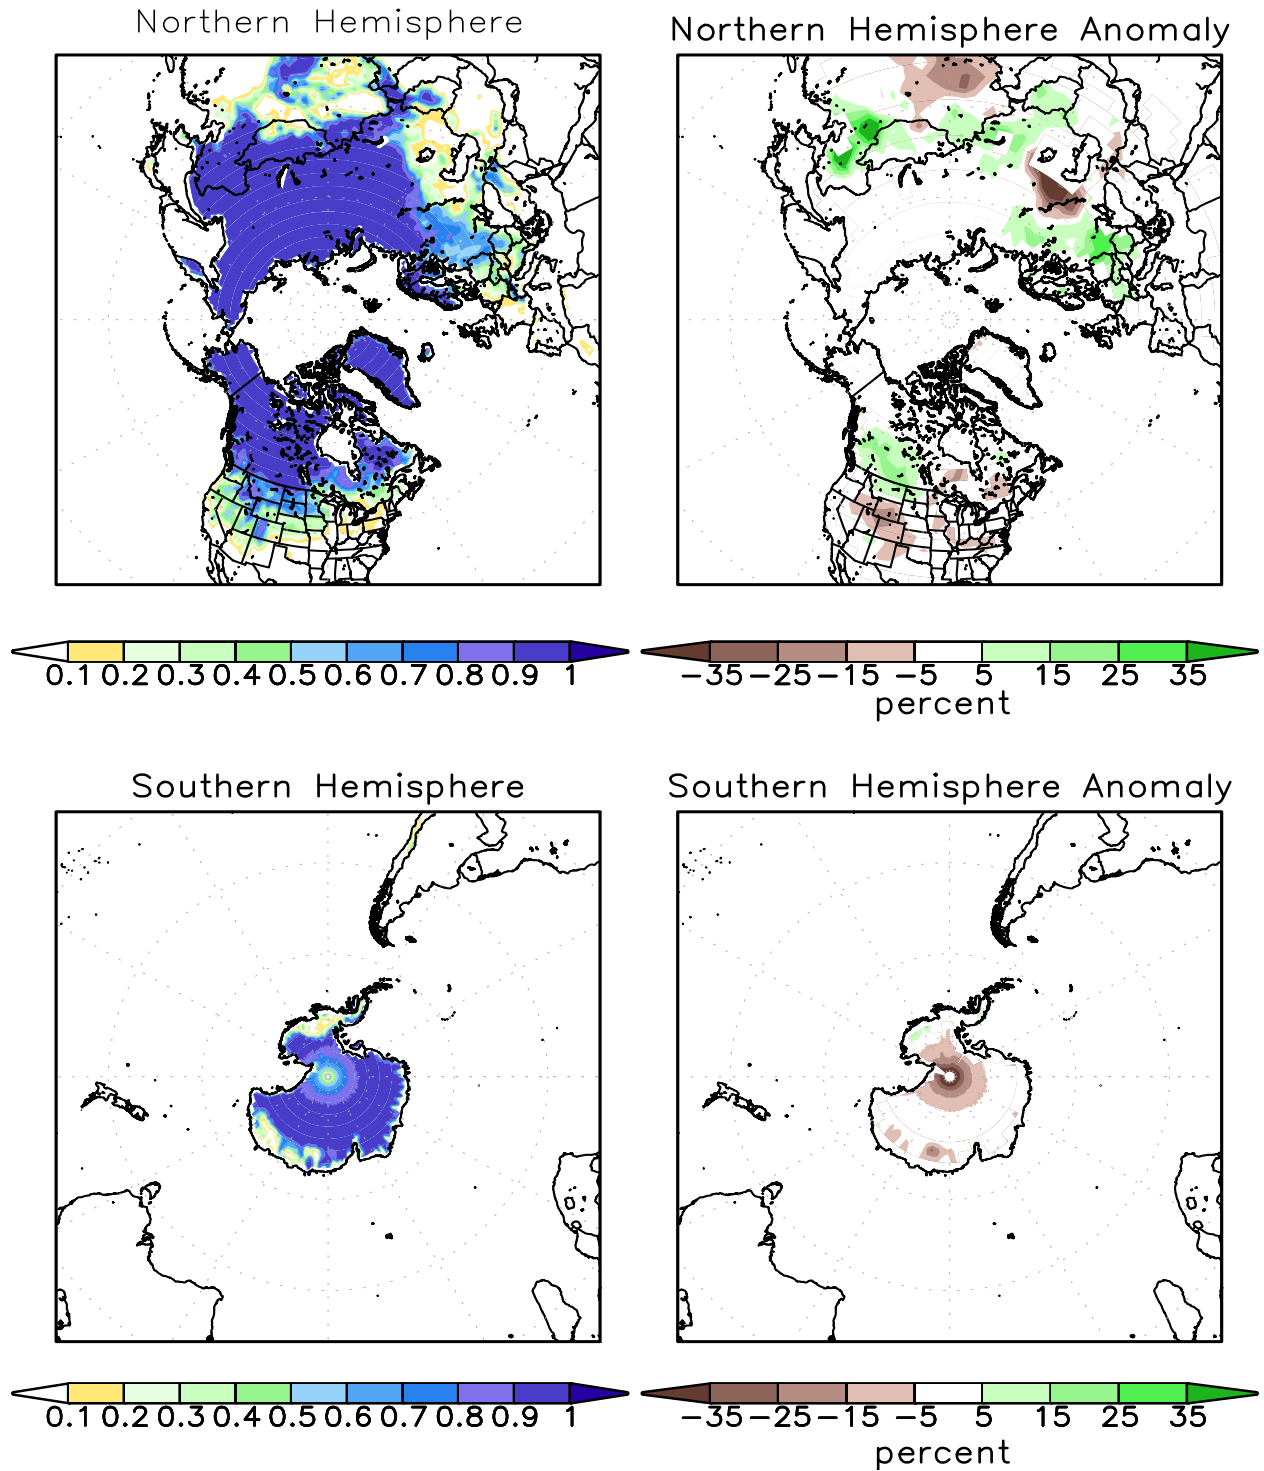 Northern Hemisphere
Northern Hemisphere Anomaly
0.1 0.2 0.3 0.4 0.5 0.6 0.7 0.8 0.9 1
-35 -25 -15 -5 5 15 25 35
percent
Southern Hemisphere
Southern Hemisphere Anomaly
0.1 0.2 0.3 0.4 0.5 0.6 0.7 0.8 0.9 1
-35 -25 -15 -5 5 15 25 35
percent